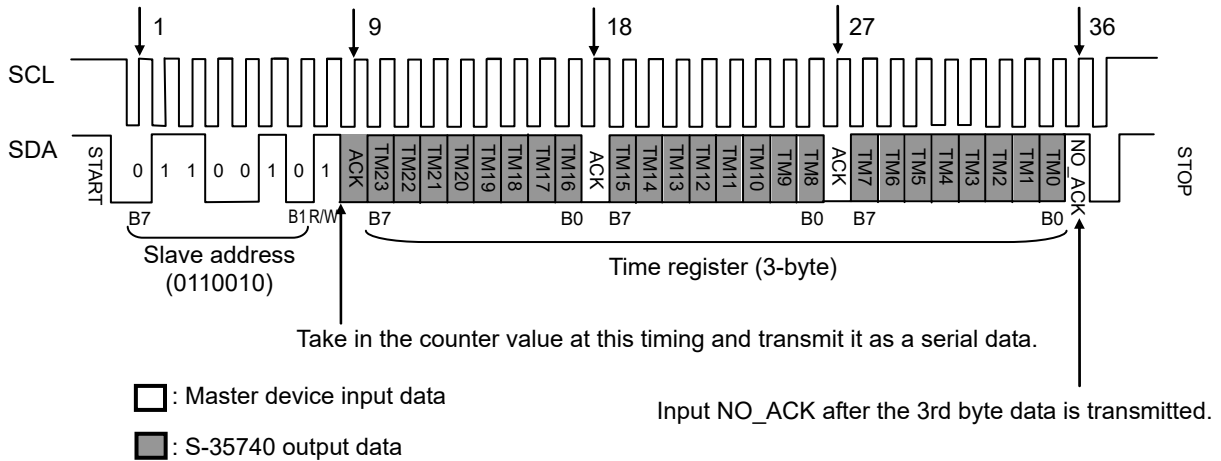 1 9 18 27 36
SCL
SDA
START 0 1 1 0 0 1 0 1 ACK TM23 TM22 TM21 TM20 TM19 TM18 TM17 TM16 ACK TM15 TM14 TM13 TM12 TM11 TM10 TM9 TM8 ACK TM7 TM6 TM5 TM4 TM3 TM2 TM1 TM0 NO_ACK STOP
B7 B1 R/W B7 B0 B7 B0 B7 B0
Slave address
(0110010)
Time register (3-byte)
Take in the counter value at this timing and transmit it as a serial data.
: Master device input data
Input NO_ACK after the 3rd byte data is transmitted.
: S-35740 output data